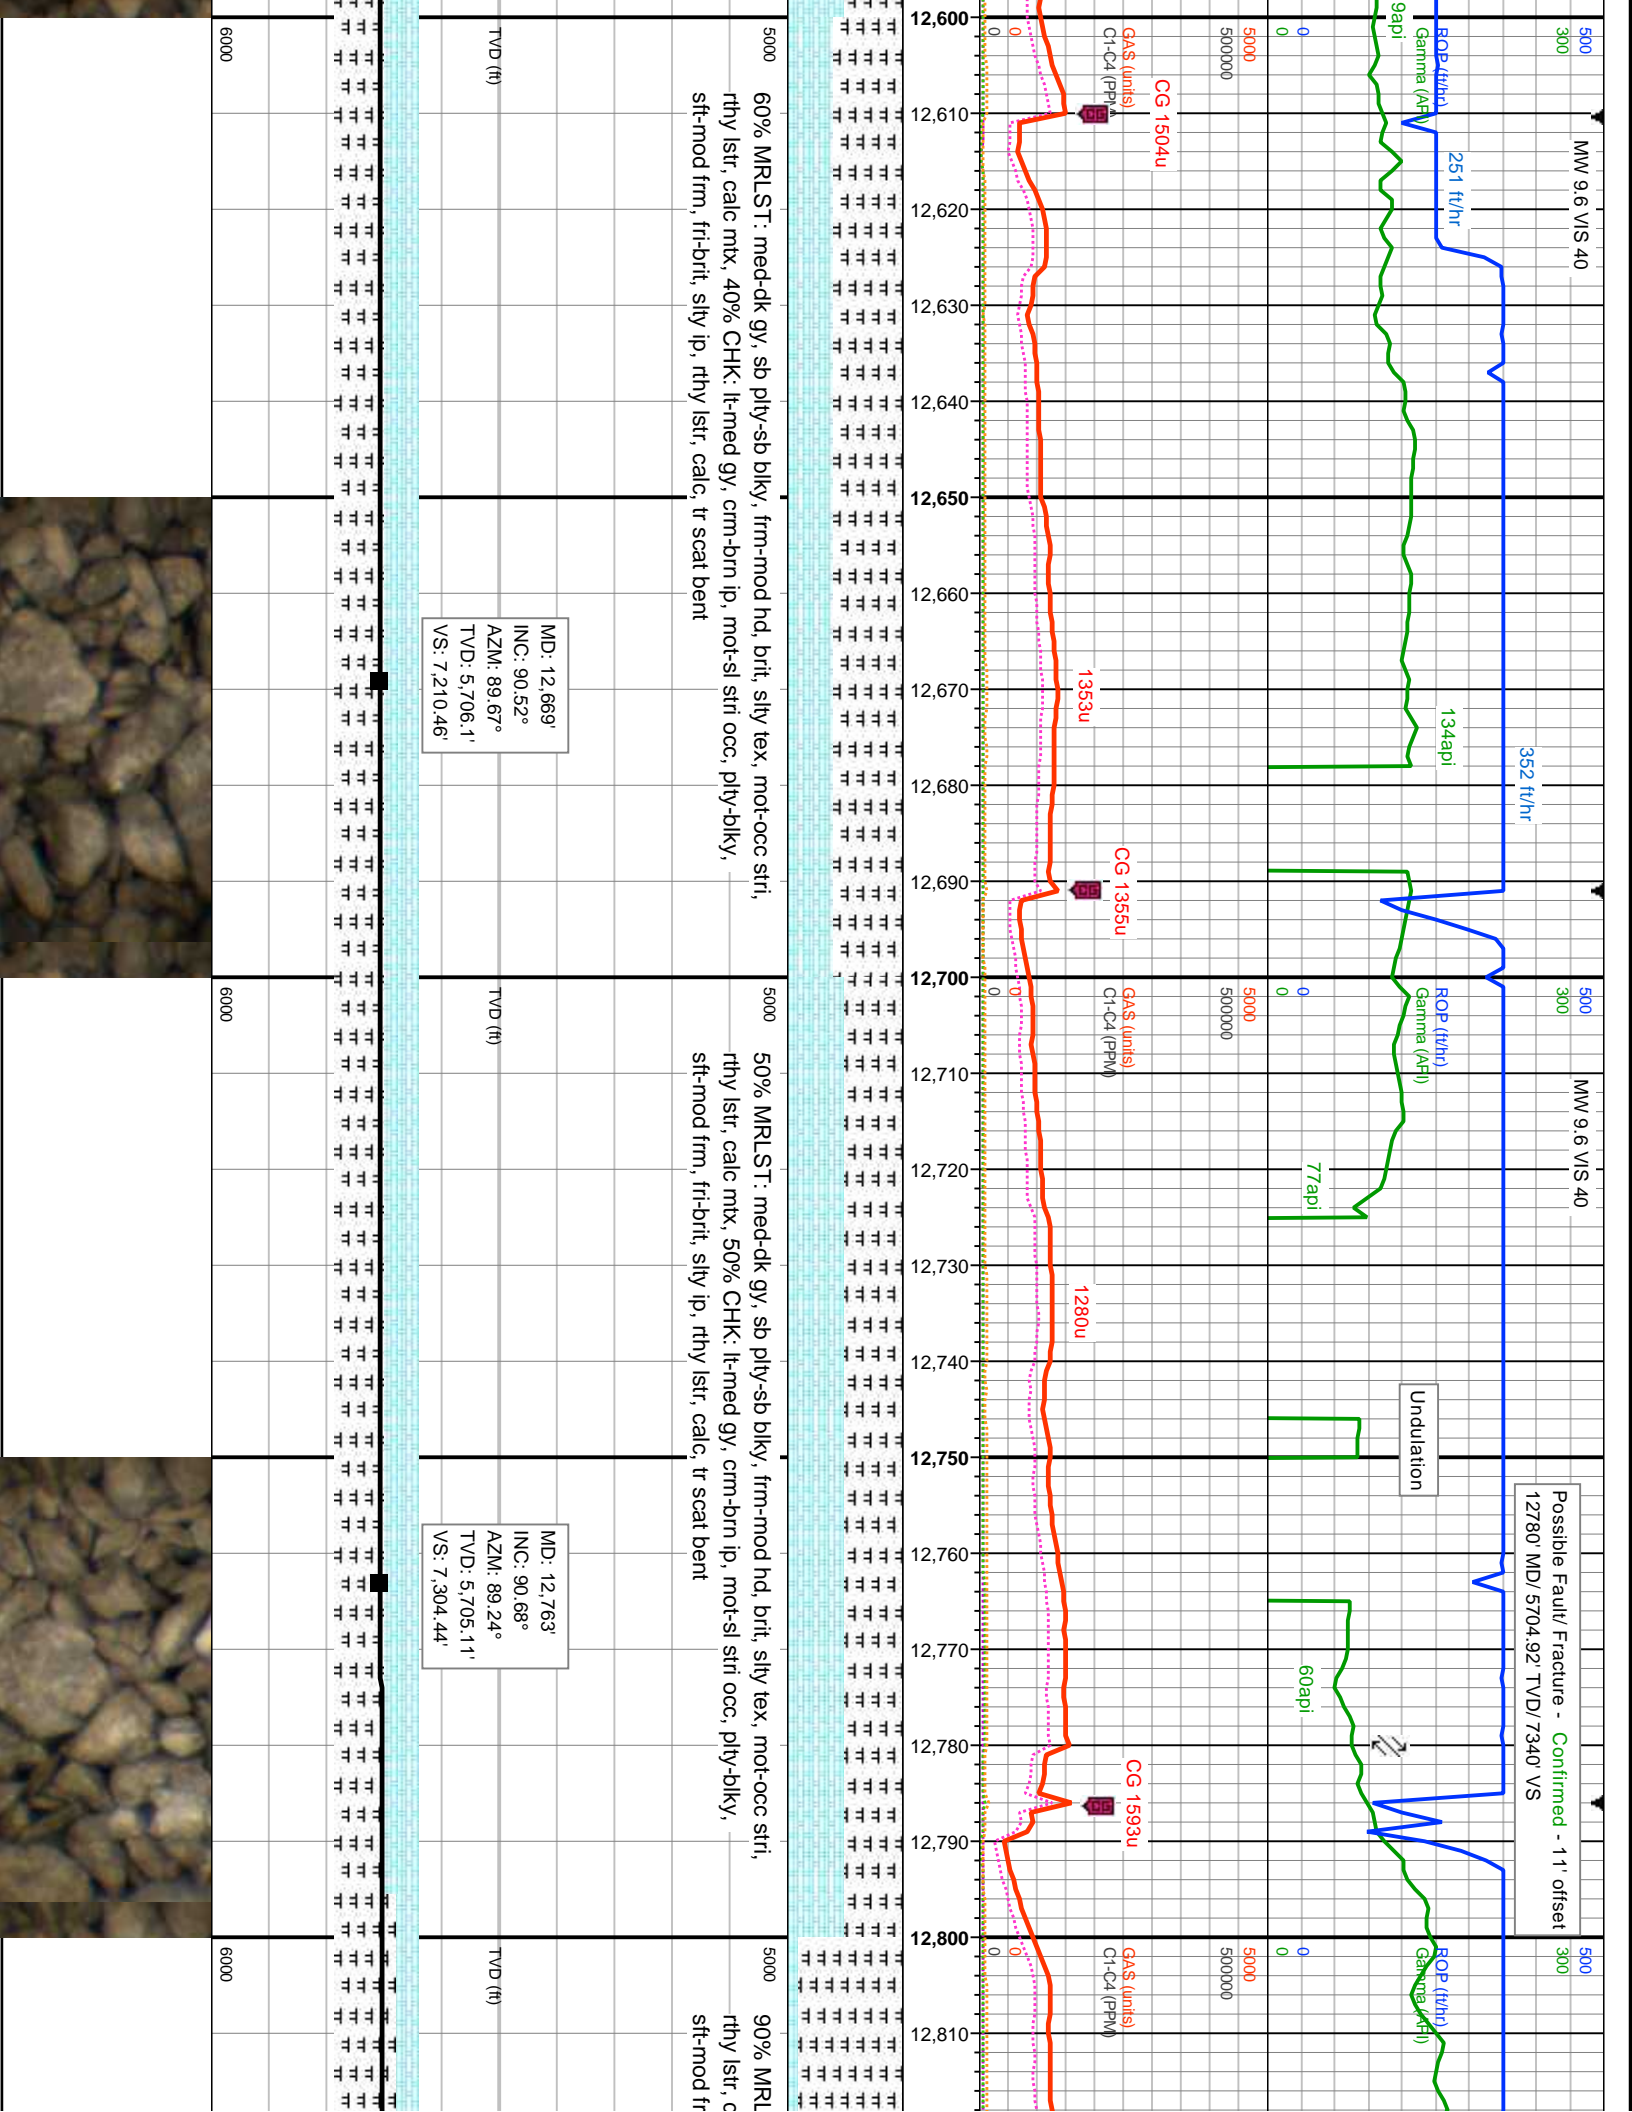 500
300
ROP (ft/hr)
Gamma (API)
0
0
5000
500000
GAS (units)
C1-C4 (PPM)
0
0
9api
MW 9.6 VIS 40
251 ft/hr
CG 1504u
134api
352 ft/hr
1353u
CG 1355u
12,600
12,610
12,620
12,630
12,640
12,650
12,660
12,670
12,680
12,690
5000
TVD (ft)
6000
60% MRLST: med-dk gy, sb plty-sb blky, frm-mod hd, brit, slty tex, mot-occ stri,
rthy lstr, calc mtx, 40% CHK: lt-med gy, crm-brn ip, mot-sl stri occ, plty-blky,
sft-mod frm, fri-brit, slty ip, rthy lstr, calc, tr scat bent
MD: 12,669'
INC: 90.52°
AZM: 89.67°
TVD: 5,706.1'
VS: 7,210.46'
500
300
ROP (ft/hr)
Gamma (API)
0
0
5000
500000
GAS (units)
C1-C4 (PPM)
0
0
MW 9.6 VIS 40
77api
1280u
Undulation
Possible Fault/ Fracture - Confirmed - 11' offset
12780' MD/ 5704.92' TVD/ 7340' VS
60api
CG 1593u
12,700
12,710
12,720
12,730
12,740
12,750
12,760
12,770
12,780
12,790
5000
TVD (ft)
6000
50% MRLST: med-dk gy, sb plty-sb blky, frm-mod hd, brit, slty tex, mot-occ stri,
rthy lstr, calc mtx, 50% CHK: lt-med gy, crm-brn ip, mot-sl stri occ, plty-blky,
sft-mod frm, fri-brit, slty ip, rthy lstr, calc, tr scat bent
MD: 12,763'
INC: 90.68°
AZM: 89.24°
TVD: 5,705.11'
VS: 7,304.44'
500
300
ROP (ft/hr)
Gamma (API)
0
0
5000
500000
GAS (units)
C1-C4 (PPM)
0
0
12,800
12,810
5000
TVD (ft)
6000
90% MRL
rthy lstr, c
sft-mod fr